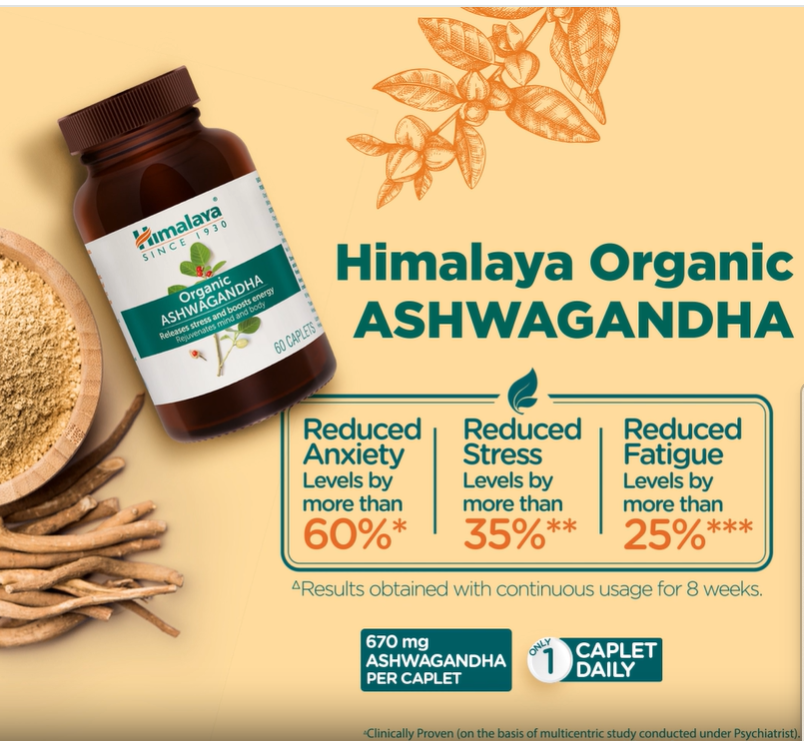 Himalaya®
SINCE 1930
Organic
ASHWAGANDHA
Releases stress and boosts energy
Rejuvenates mind and body
60 CAPLETS
Himalaya Organic
ASHWAGANDHA
Reduced
Anxiety
Levels by
more than
60%*
Reduced
Stress
Levels by
more than
35%**
Reduced
Fatigue
Levels by
more than
25%***
ΔResults obtained with continuous usage for 8 weeks.
670 mg
ASHWAGANDHA
PER CAPLET
ONLY
1
CAPLET
DAILY
ΔClinically Proven (on the basis of multicentric study conducted under Psychiatrist),